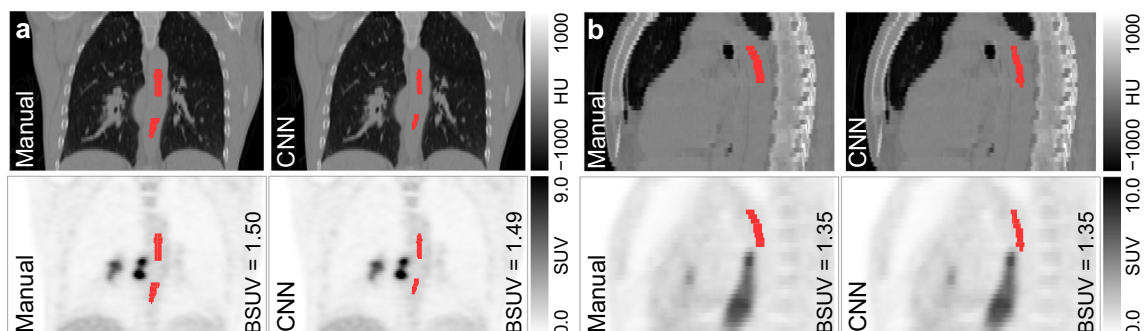 a
Manual
CNN
−1000 HU 1000
b
Manual
CNN
−1000 HU 1000
Manual
BSUV = 1.50
CNN
BSUV = 1.49
0.0 SUV 9.0
Manual
BSUV = 1.35
CNN
BSUV = 1.35
0.0 SUV 10.0